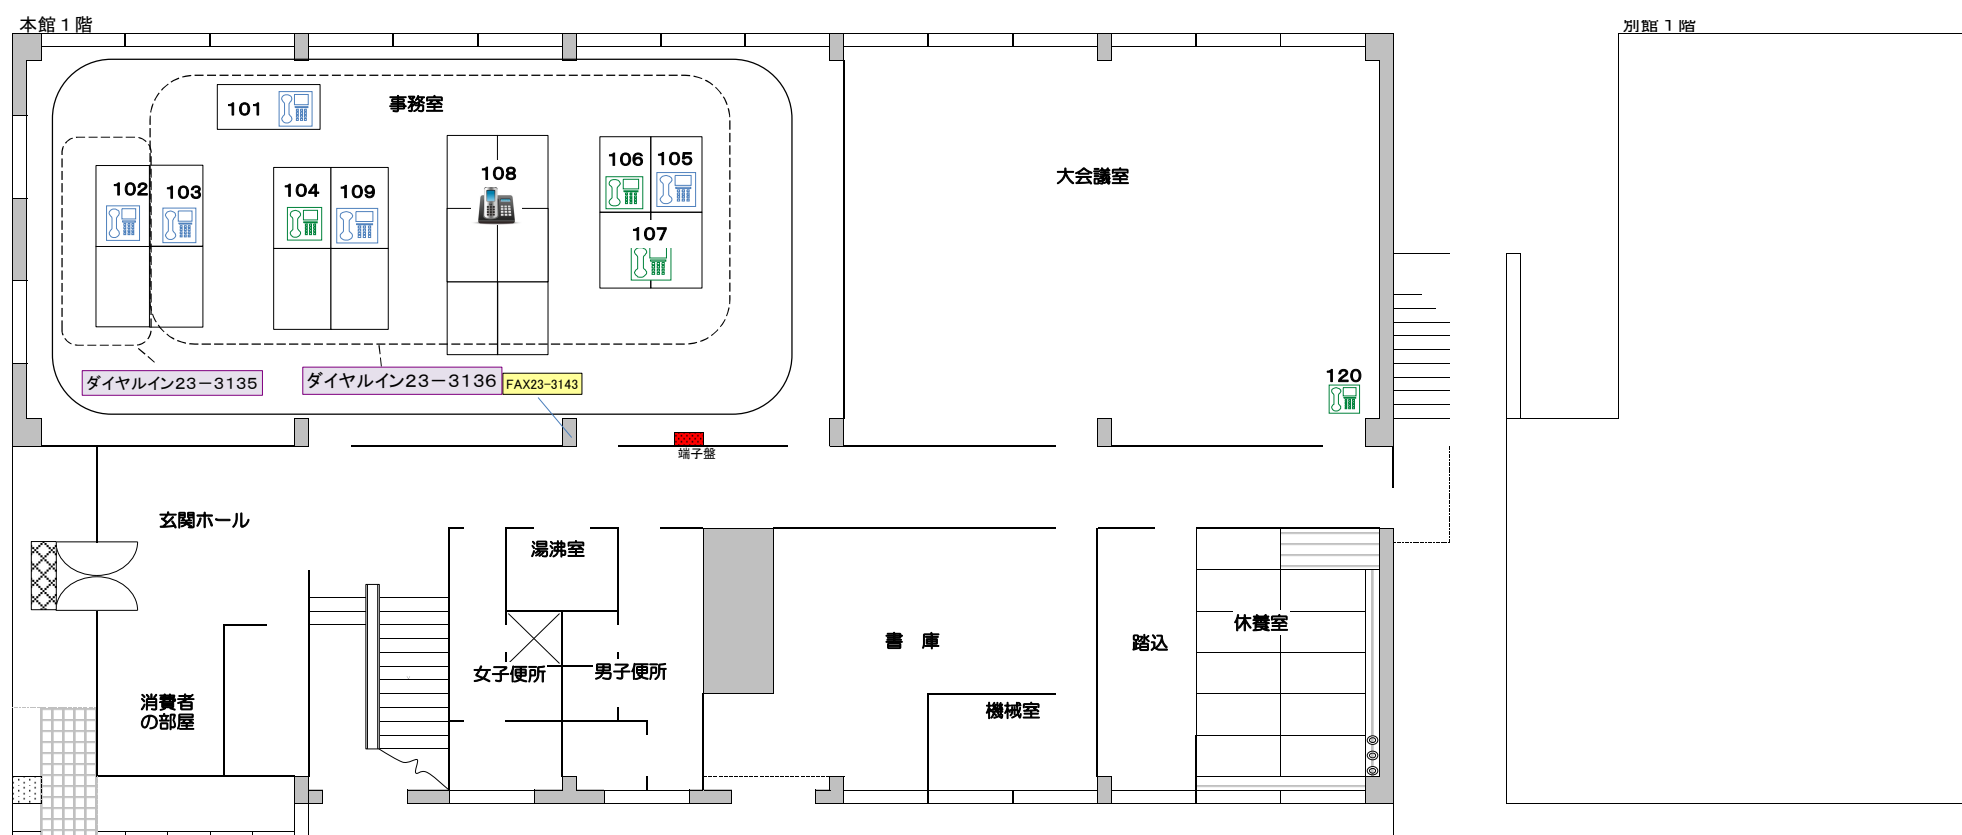 本館１階
別館１階
事務室
101
102
103
104
109
108
106
105
107
大会議室
120
ダイヤルイン23－3135
ダイヤルイン23－3136
FAX23-3143
端子盤
玄関ホール
湯沸室
女子便所
男子便所
書　庫
踏込
休養室
消費者
の部屋
機械室